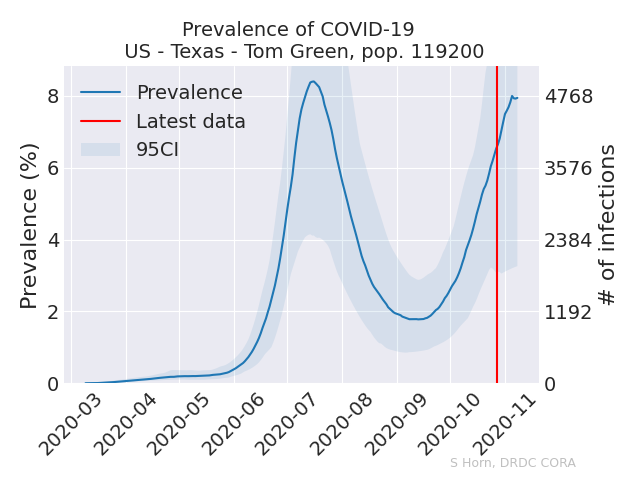 Prevalence of COVID-19
US - Texas - Tom Green, pop. 119200
Prevalence
Latest data
95CI
Prevalence (%)
8
6
4
2
0
4768
3576
2384
1192
0
# of infections
2020-03
2020-04
2020-05
2020-06
2020-07
2020-08
2020-09
2020-10
2020-11
S Horn, DRDC CORA